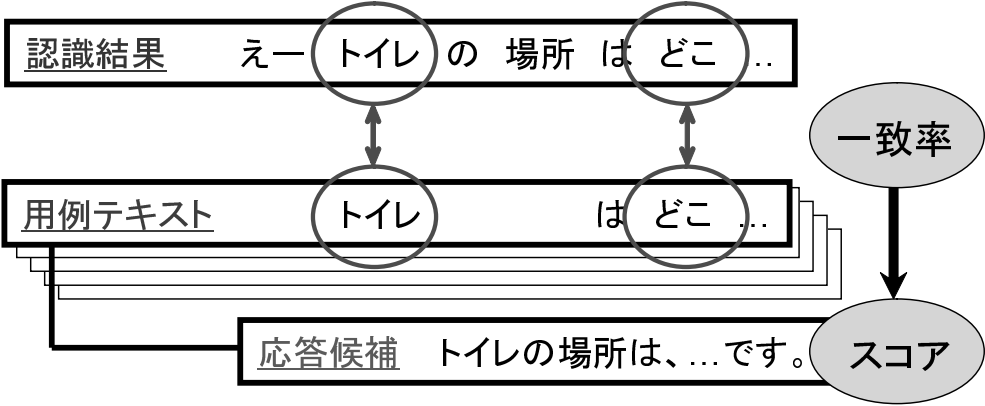 認識結果 えー トイレ の 場所 は どこ ‥
一致率
用例テキスト トイレ は どこ …
応答候補 トイレの場所は、…です。
スコア